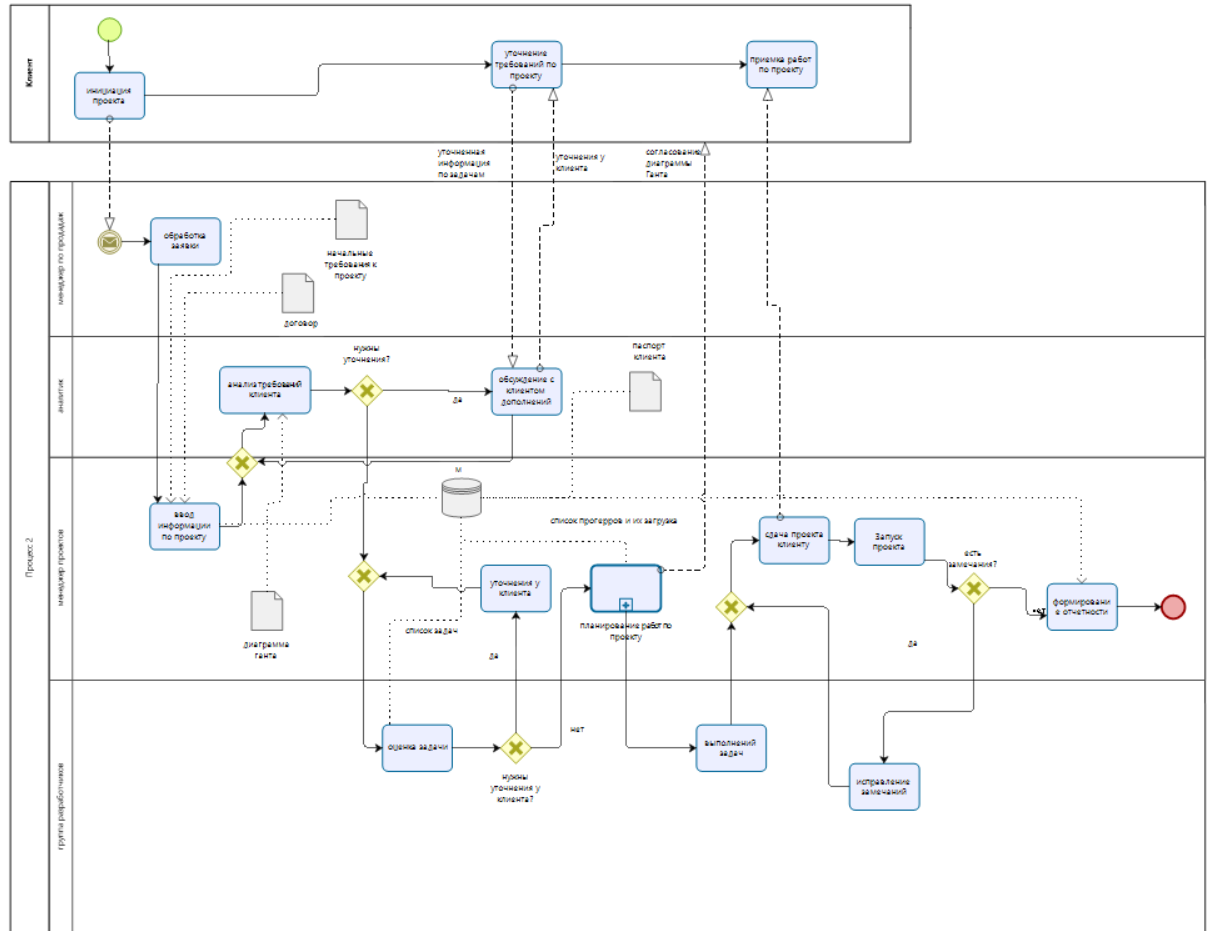 Клиент
инициация
проекта
уточнение
требований по
проекту
приемка работ
по проекту
уточненная
информация
по задачам
уточнения у
клиента
согласование
диаграммы
Ганта
Процесс 2
менеджер по продадаж
обработка
заявки
начальные
требования к
проекту
договор
аналитик
анализ требований
клиента
нужны
уточнения?
да
обсуждение с
клиентом
дополнений
паспорт
клиента
менеджер проектов
ввод
информации
по проекту
м
список прогерров и их загрузка
диаграмма
ганта
уточнения у
клиента
список задач
да
планирование работ по
проекту
сдача проекта
клиенту
Запуск
проекта
есть
замечания?
нет
да
формировани
е отчетности
группа разработчиков
оценка задачи
нужны
уточнения у
клиента?
нет
выполнений
задач
исправление
замечаний